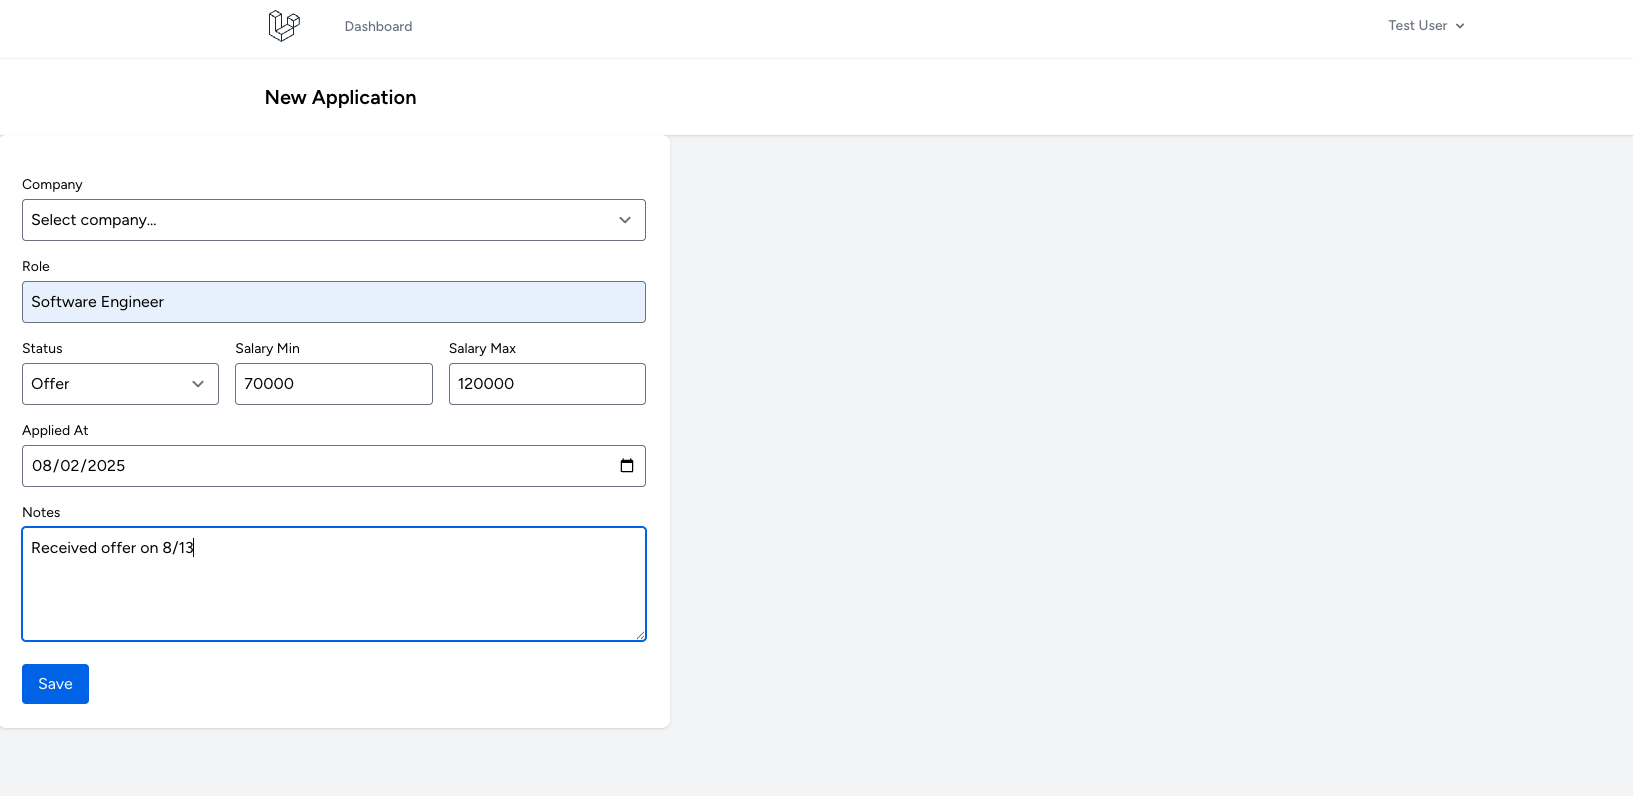 Dashboard
Test User
New Application
Company
Select company...
Role
Software Engineer
Status Salary Min Salary Max
Offer 70000 120000
Applied At
08/02/2025
Notes
Received offer on 8/13
Save